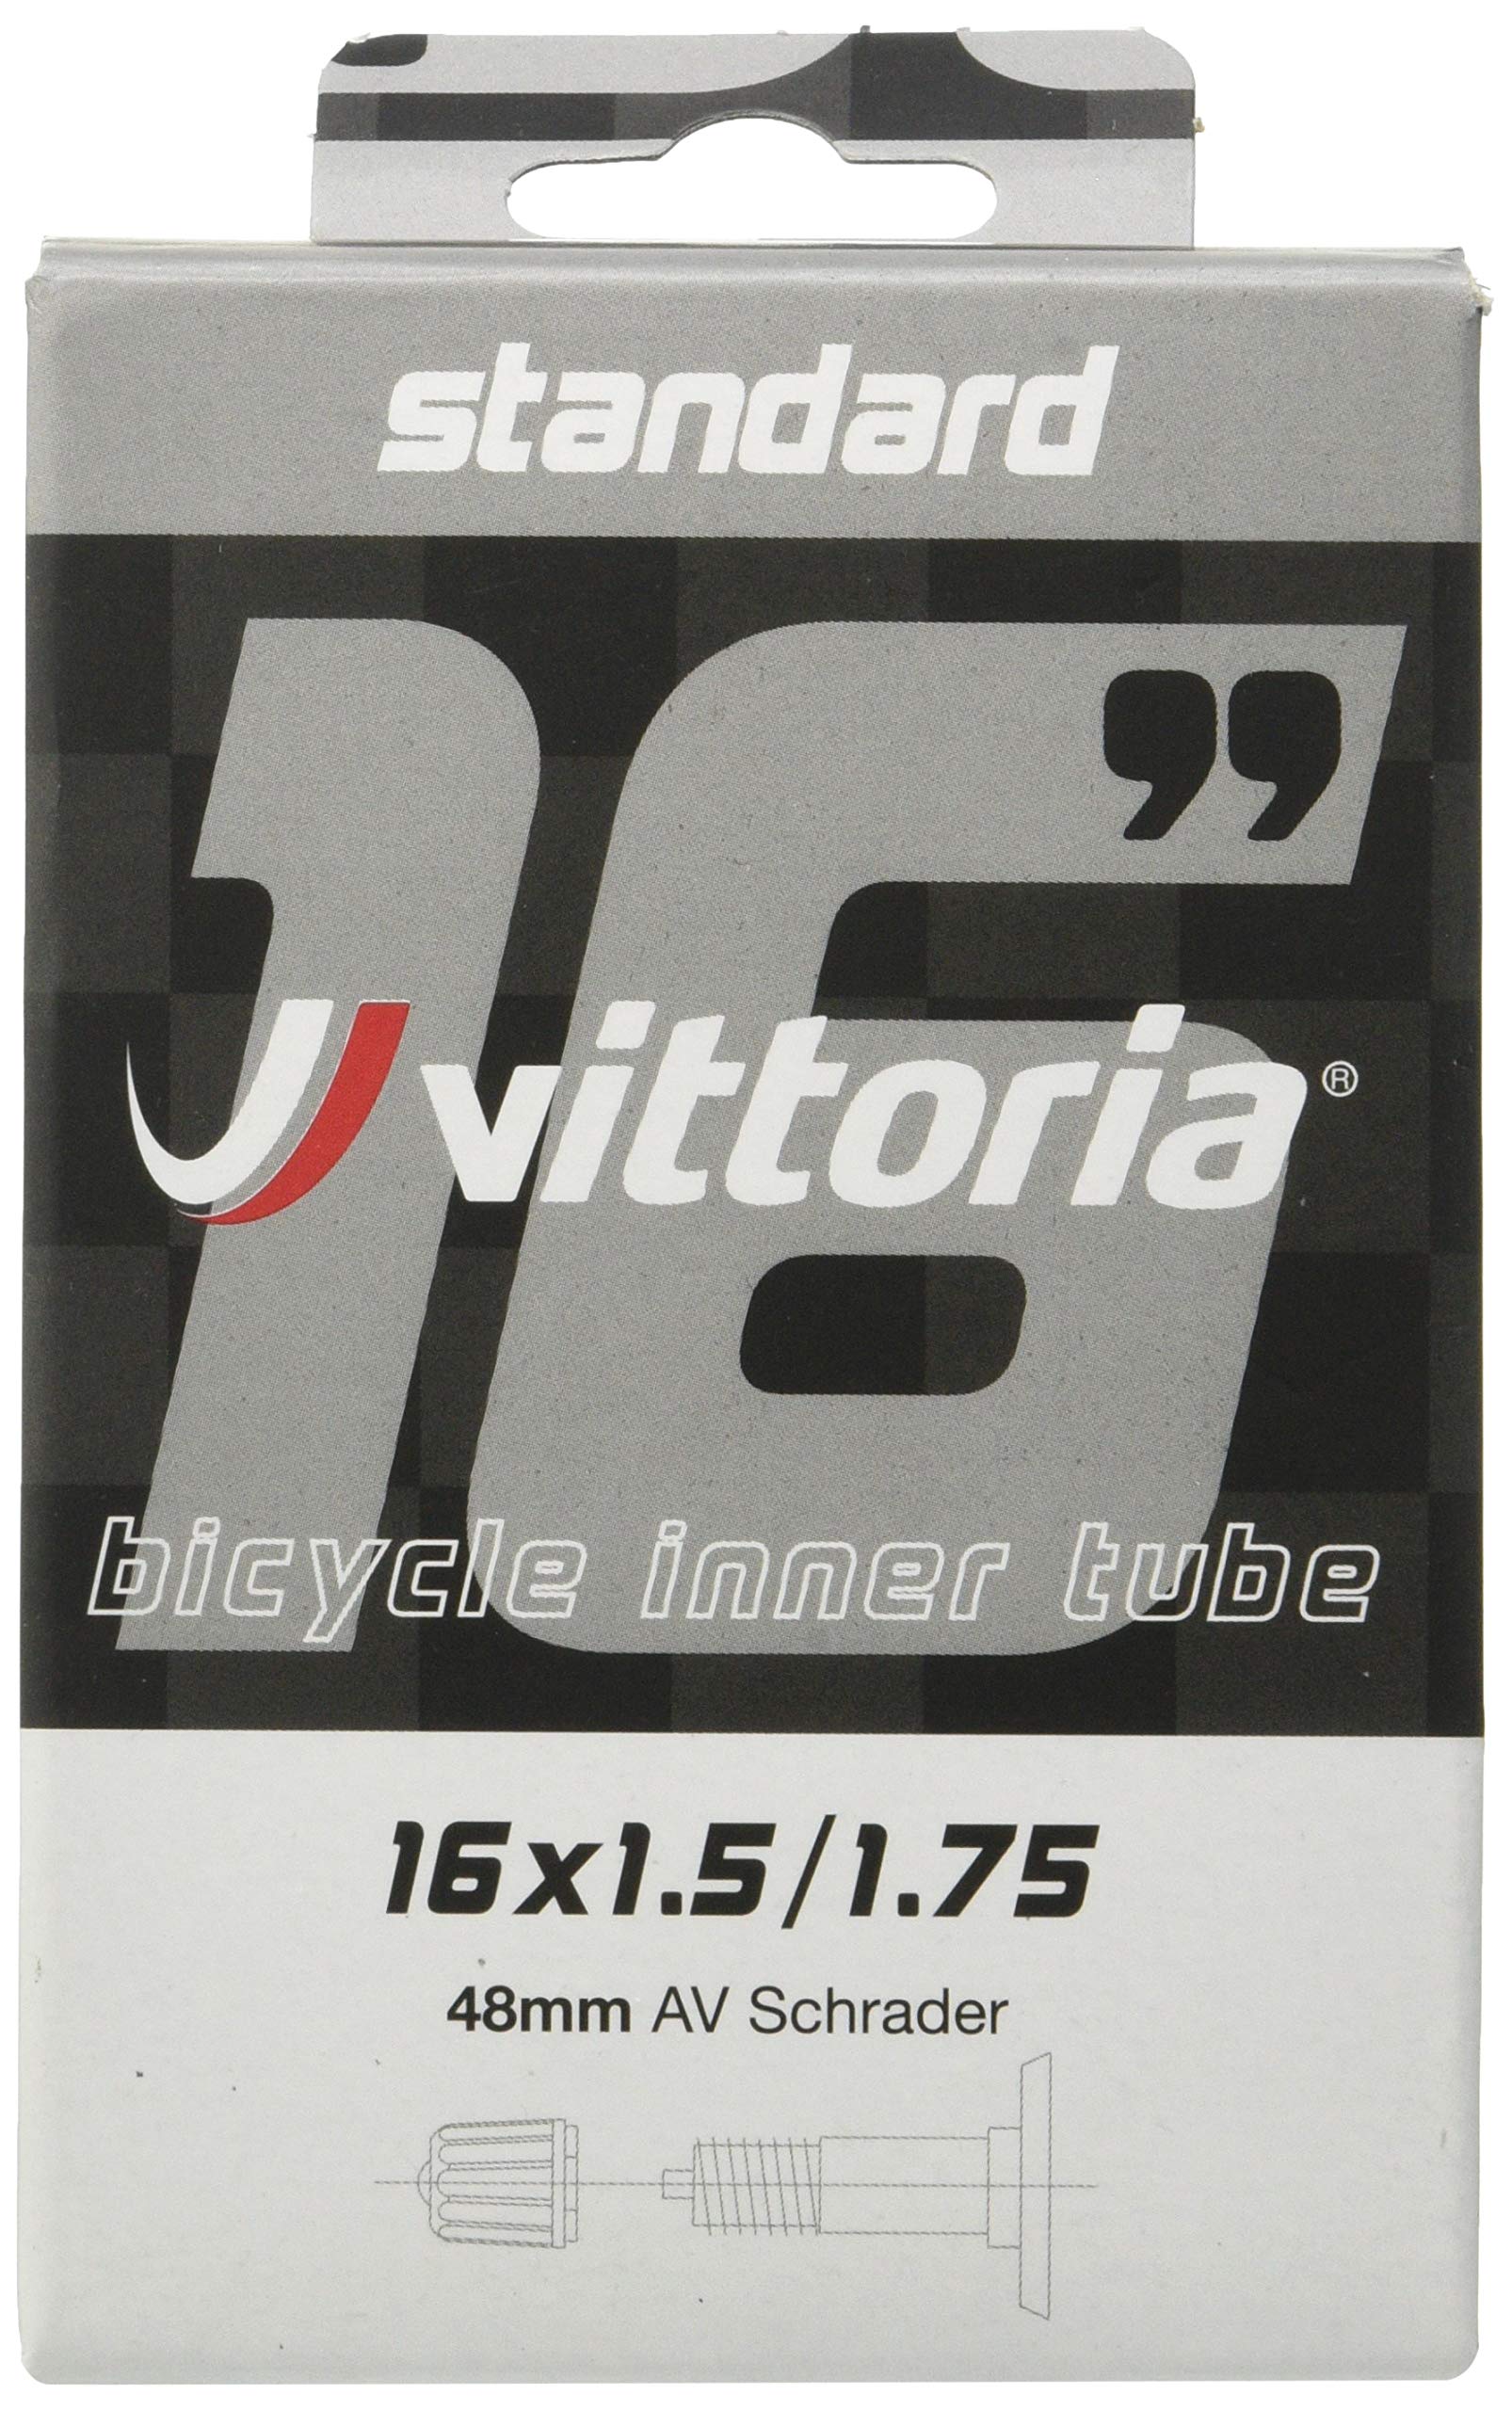 standard
16”
vittoria®
bicycle inner tube
16x1.5/1.75
48mm AV Schrader